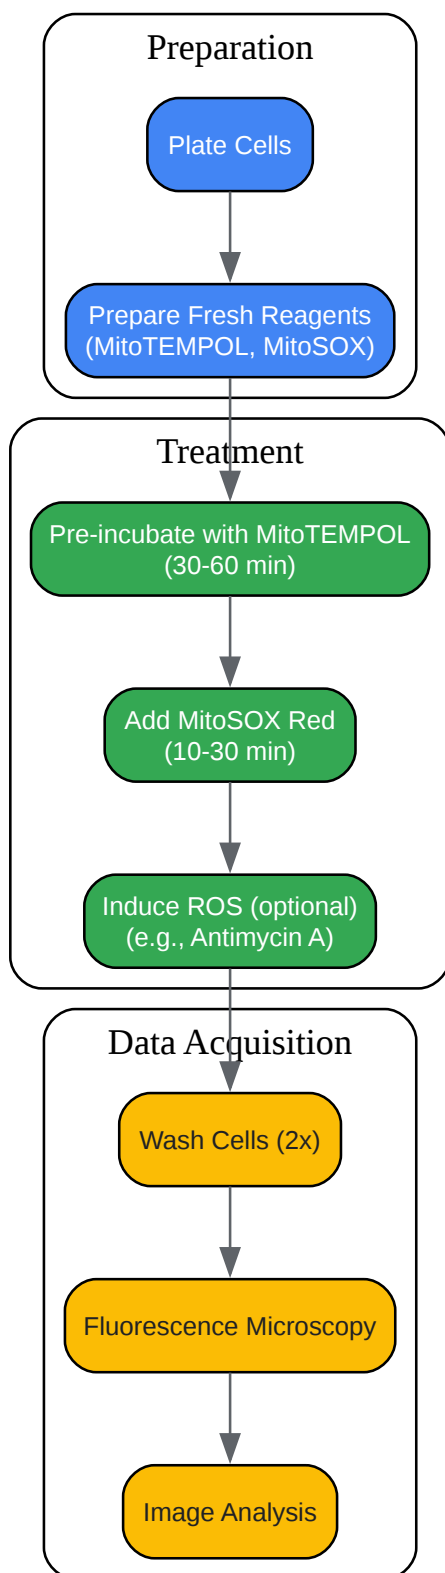 Preparation
Plate Cells
Prepare Fresh Reagents
(MitoTEMPOL, MitoSOX)
Treatment
Pre-incubate with MitoTEMPOL
(30-60 min)
Add MitoSOX Red
(10-30 min)
Induce ROS (optional)
(e.g., Antimycin A)
Data Acquisition
Wash Cells (2x)
Fluorescence Microscopy
Image Analysis